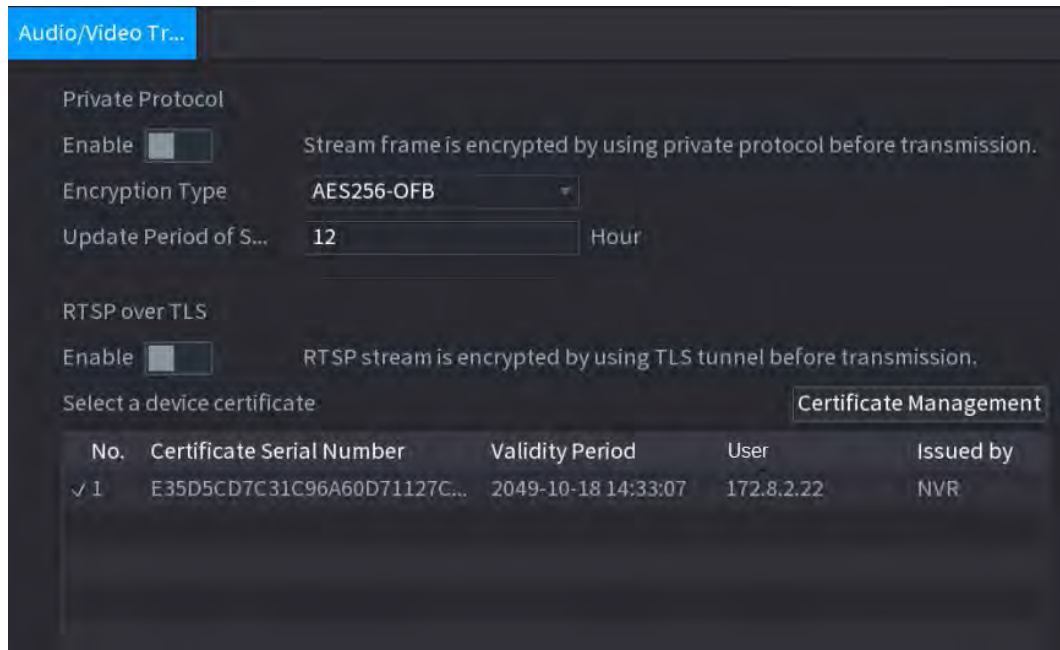 Audio/Video Tr...
Private Protocol
Enable Stream frame is encrypted by using private protocol before transmission.
Encryption Type AES256-OFB
Update Period of S... 12 Hour
RTSP over TLS
Enable RTSP stream is encrypted by using TLS tunnel before transmission.
Select a device certificate Certificate Management
No. Certificate Serial Number Validity Period User Issued by
✓ 1 E35D5CD7C31C96A60D71127C... 2049-10-18 14:33:07 172.8.2.22 NVR